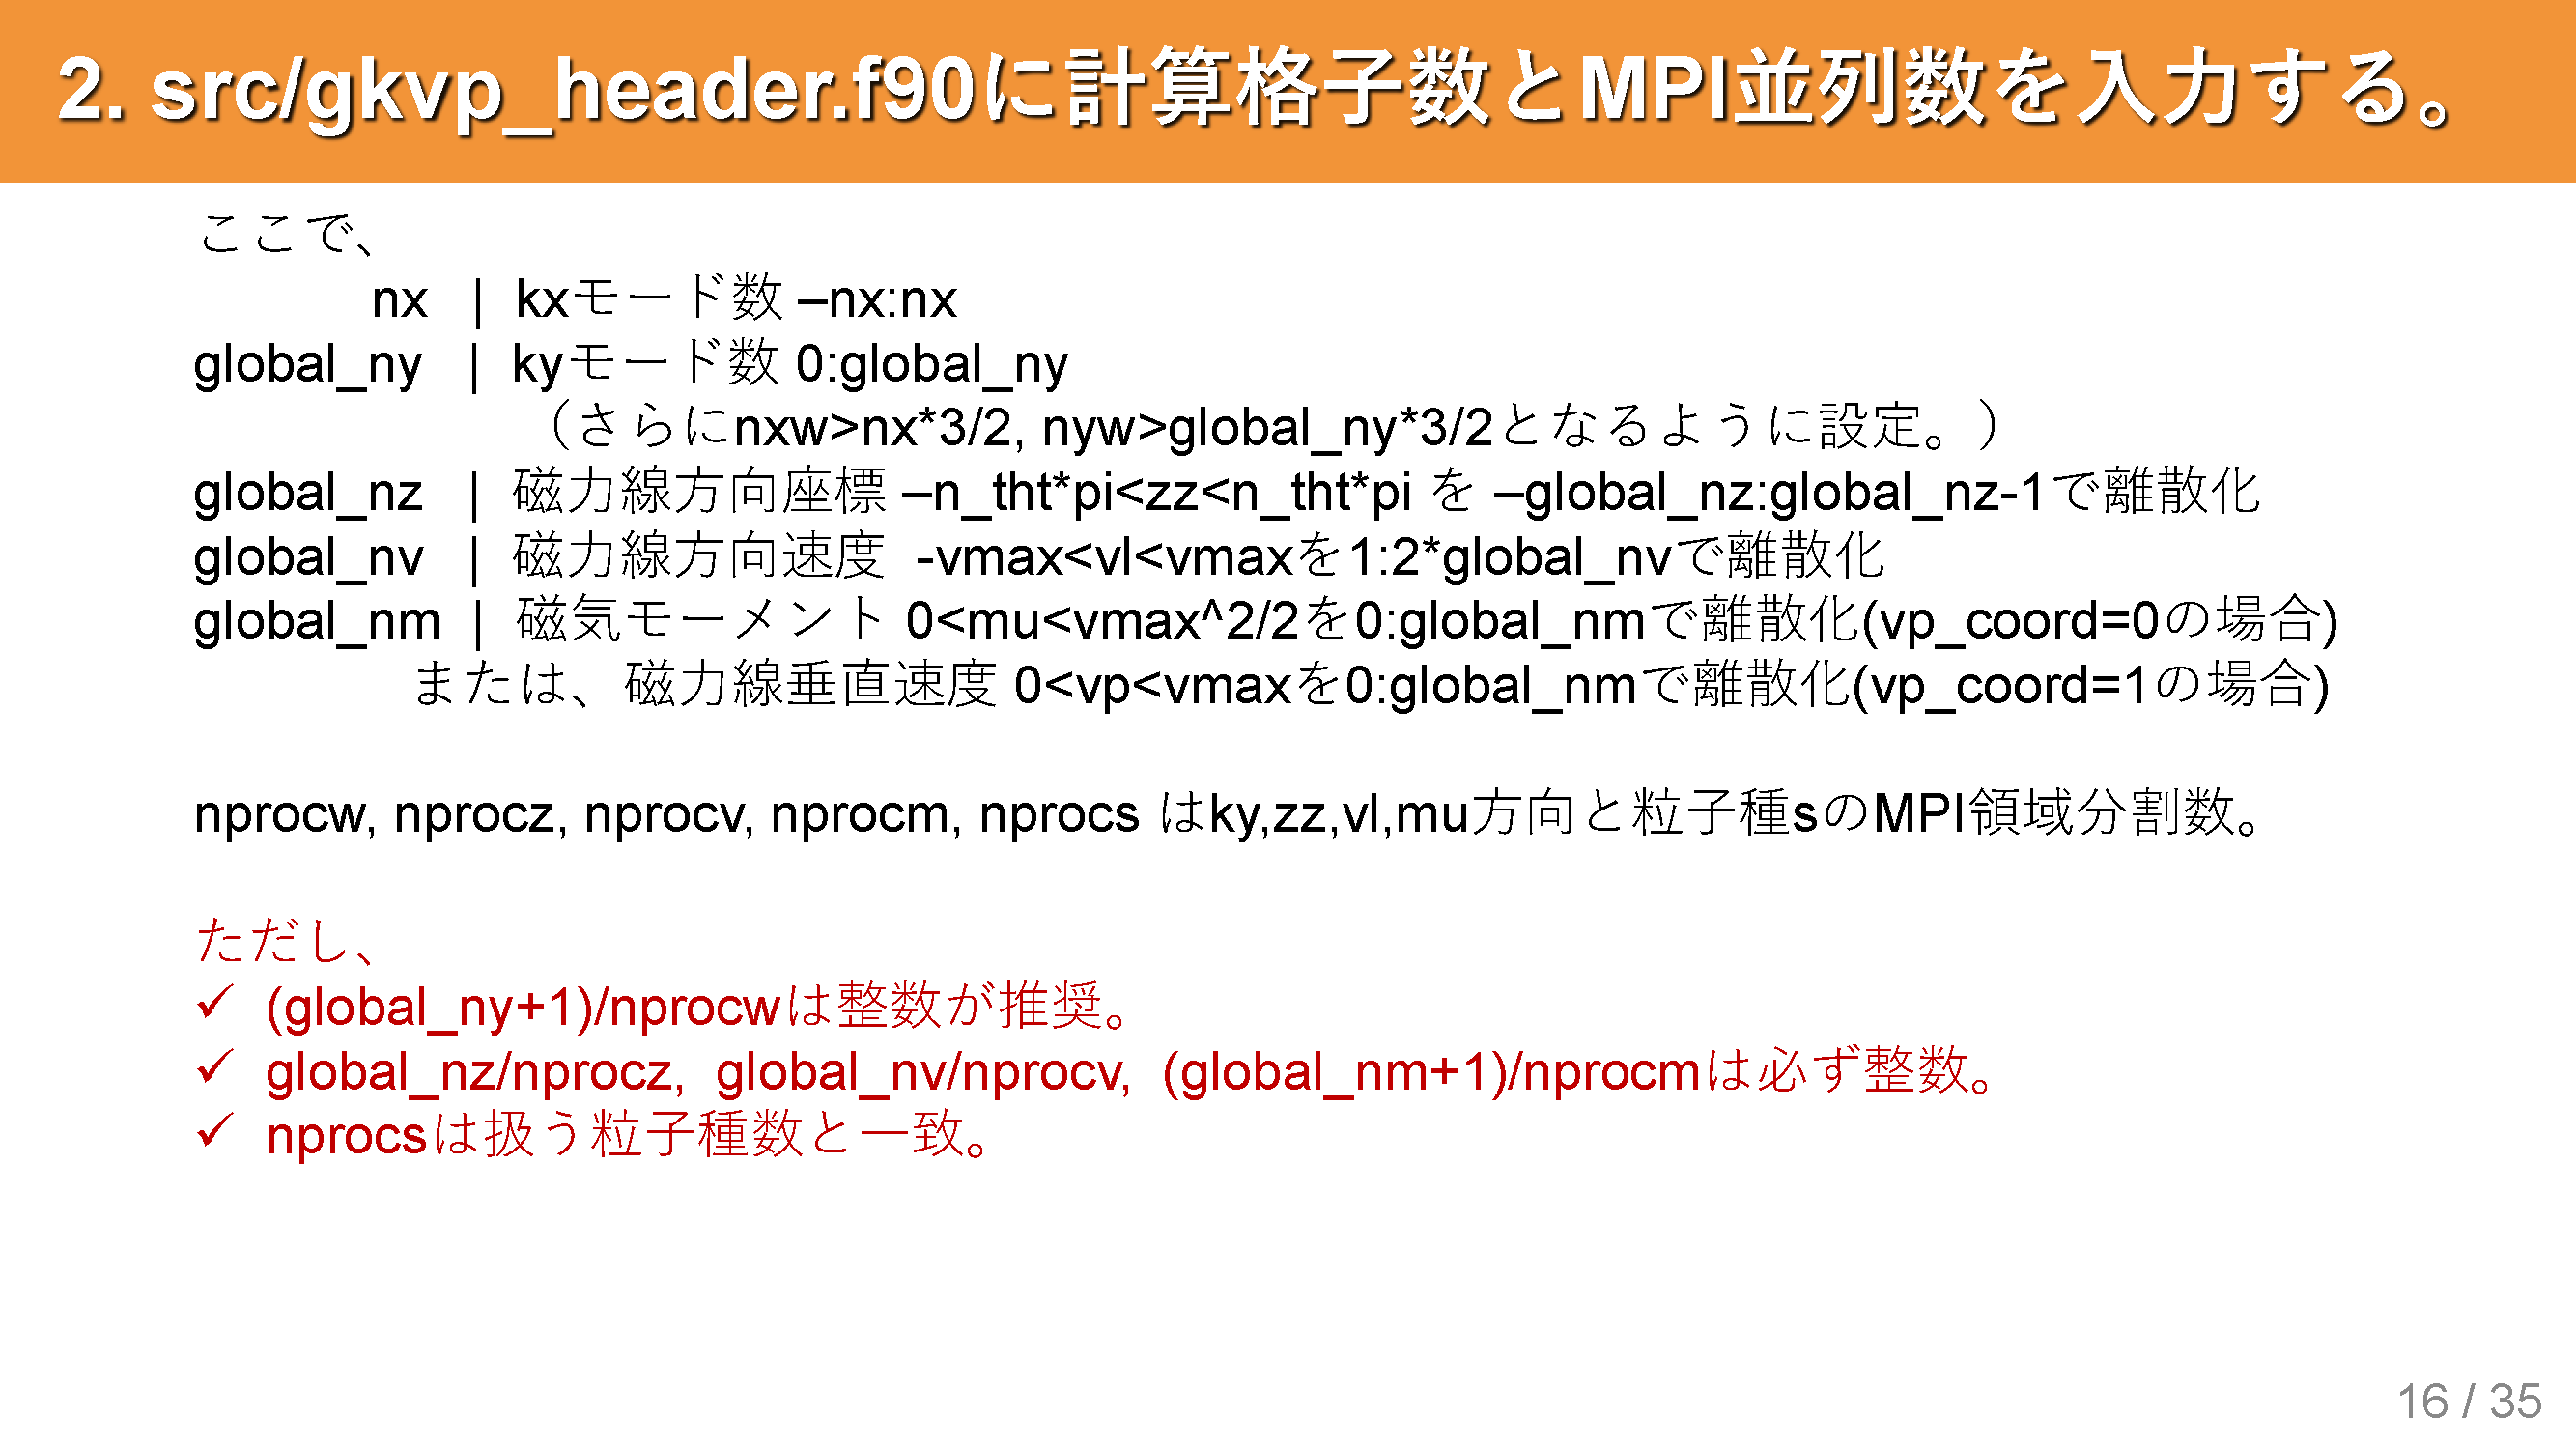 2. src/gkvp_header.f90に計算格子数とMPI並列数を入力する。
ここで、
nx | kxモード数 –nx:nx
global_ny | kyモード数 0:global_ny
（さらにnxw>nx*3/2, nyw>global_ny*3/2となるように設定。）
global_nz | 磁力線方向座標 –n_tht*pi<zz<n_tht*pi を –global_nz:global_nz-1で離散化
global_nv | 磁力線方向速度 -vmax<vl<vmaxを1:2*global_nvで離散化
global_nm | 磁気モーメント 0<mu<vmax^2/2を0:global_nmで離散化(vp_coord=0の場合)
または、磁力線垂直速度 0<vp<vmaxを0:global_nmで離散化(vp_coord=1の場合)
nprocw, nprocz, nprocv, nprocm, nprocs はky,zz,vl,mu方向と粒子種sのMPI領域分割数。
ただし、
✓ (global_ny+1)/nprocwは整数が推奨。
✓ global_nz/nprocz, global_nv/nprocv, (global_nm+1)/nprocmは必ず整数。
✓ nprocsは扱う粒子種数と一致。
16 / 35